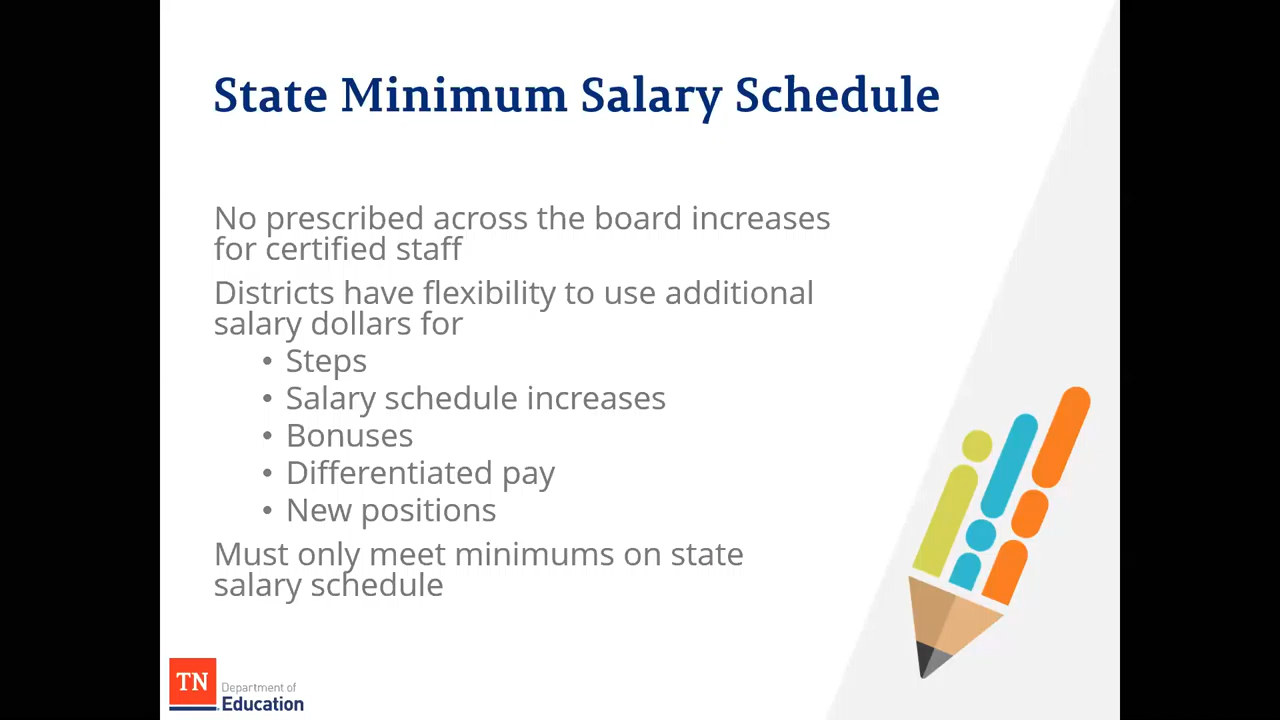 State Minimum Salary Schedule
No prescribed across the board increases
for certified staff
Districts have flexibility to use additional
salary dollars for
• Steps
• Salary schedule increases
• Bonuses
• Differentiated pay
• New positions
Must only meet minimums on state
salary schedule
TN
Department of
Education